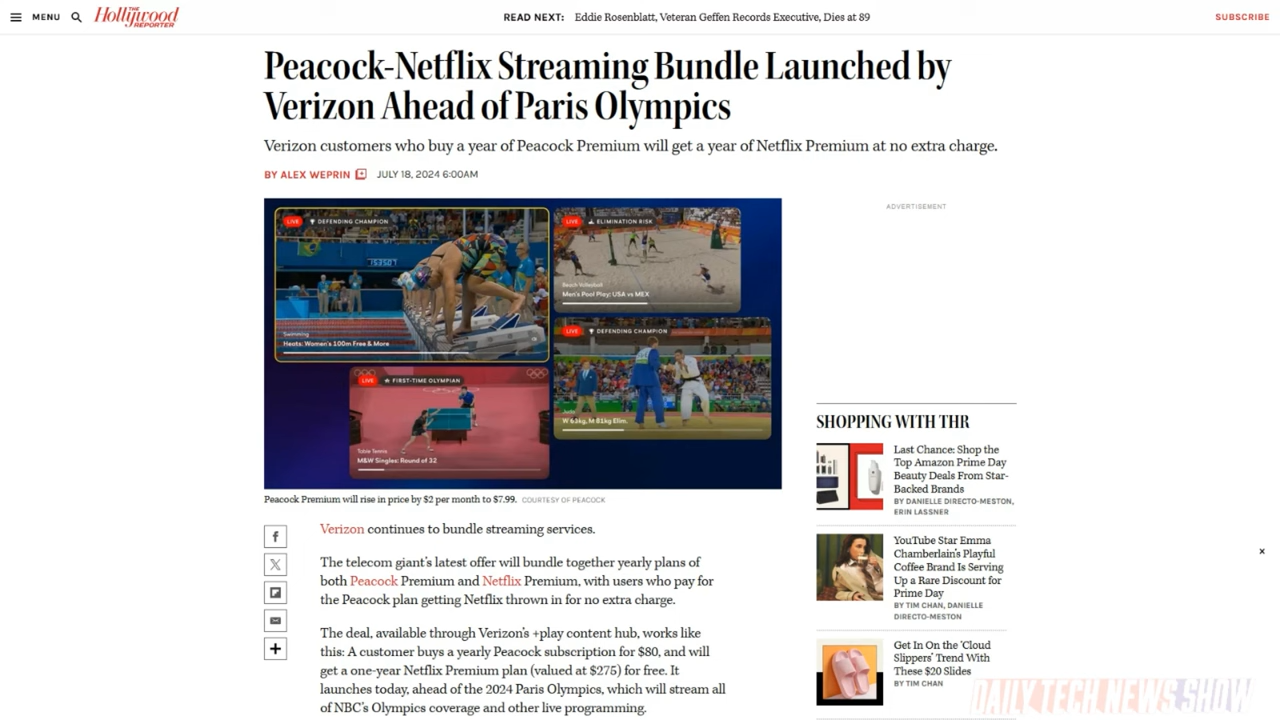 MENU
THE
Hollywood
REPORTER
READ NEXT: Eddie Rosenblatt, Veteran Geffen Records Executive, Dies at 89
SUBSCRIBE
Peacock-Netflix Streaming Bundle Launched by
Verizon Ahead of Paris Olympics
Verizon customers who buy a year of Peacock Premium will get a year of Netflix Premium at no extra charge.
BY ALEX WEPRIN
JULY 18, 2024 6:00AM
LIVE DEFENDING CHAMPION
Swimming
Heats: Women's 100m Free & More
LIVE ELIMINATION RISK
Beach Volleyball
Men's Pool Play: USA vs MEX
LIVE FIRST-TIME OLYMPIAN
Table Tennis
M&W Singles: Round of 32
LIVE DEFENDING CHAMPION
Judo
W 63kg, M 81kg Elim.
Peacock Premium will rise in price by $2 per month to $7.99. COURTESY OF PEACOCK
Verizon continues to bundle streaming services.
The telecom giant's latest offer will bundle together yearly plans of
both Peacock Premium and Netflix Premium, with users who pay for
the Peacock plan getting Netflix thrown in for no extra charge.
The deal, available through Verizon's +play content hub, works like
this: A customer buys a yearly Peacock subscription for $80, and will
get a one-year Netflix Premium plan (valued at $275) for free. It
launches today, ahead of the 2024 Paris Olympics, which will stream all
of NBC's Olympics coverage and other live programming.
ADVERTISEMENT
SHOPPING WITH THR
Last Chance: Shop the
Top Amazon Prime Day
Beauty Deals From Star-
Backed Brands
BY DANIELLE DIRECTO-MESTON,
ERIN LASSNER
YouTube Star Emma
Chamberlain's Playful
Coffee Brand Is Serving
Up a Rare Discount for
Prime Day
BY TIM CHAN, DANIELLE
DIRECTO-MESTON
Get In On the 'Cloud
Slippers' Trend With
These $20 Slides
BY TIM CHAN
DAILY TECH NEWS SHOW